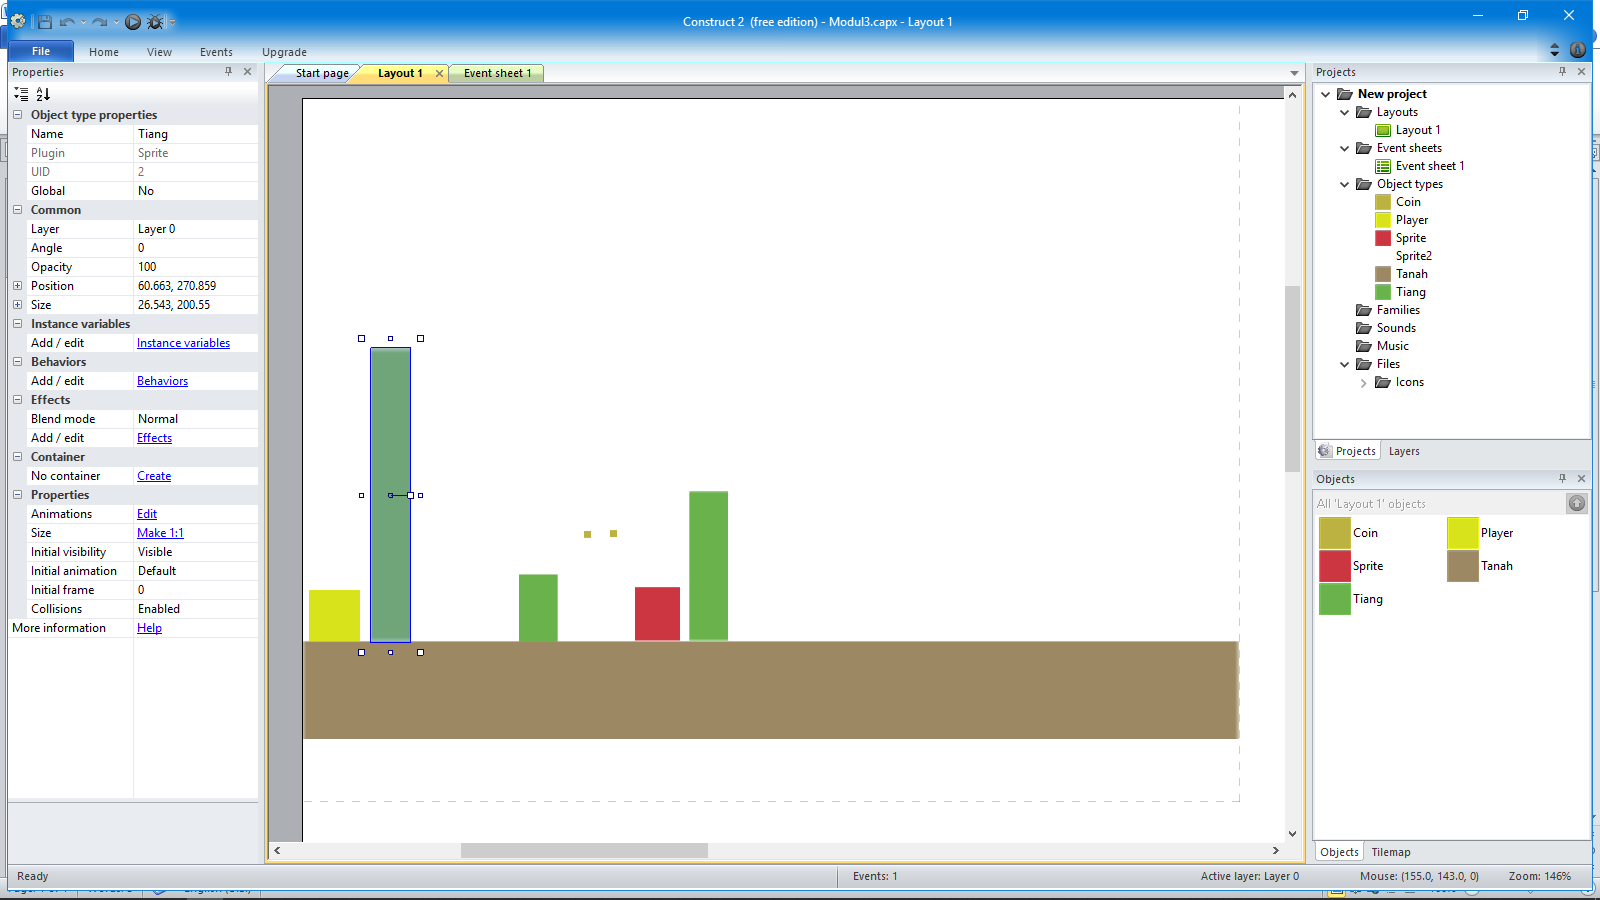 Construct 2 (free edition) - Modul3.capx - Layout 1
File Home View Events Upgrade
Properties
Start page Layout 1 Event sheet 1
Object type properties
Name Tiang
Plugin Sprite
UID 2
Global No
Common
Layer Layer 0
Angle 0
Opacity 100
Position 60.663, 270.859
Size 26.543, 200.55
Instance variables
Add / edit Instance variables
Behaviors
Add / edit Behaviors
Effects
Blend mode Normal
Add / edit Effects
Container
No container Create
Properties
Animations Edit
Size Make 1:1
Initial visibility Visible
Initial animation Default
Initial frame 0
Collisions Enabled
More information Help
Projects
New project
Layouts
Layout 1
Event sheets
Event sheet 1
Object types
Coin
Player
Sprite
Sprite2
Tanah
Tiang
Families
Sounds
Music
Files
Icons
Projects Layers
Objects
All 'Layout 1' objects
Coin Player
Sprite Tanah
Tiang
Objects Tilemap
Ready Events: 1 Active layer: Layer 0 Mouse: (155.0, 143.0, 0) Zoom: 146%